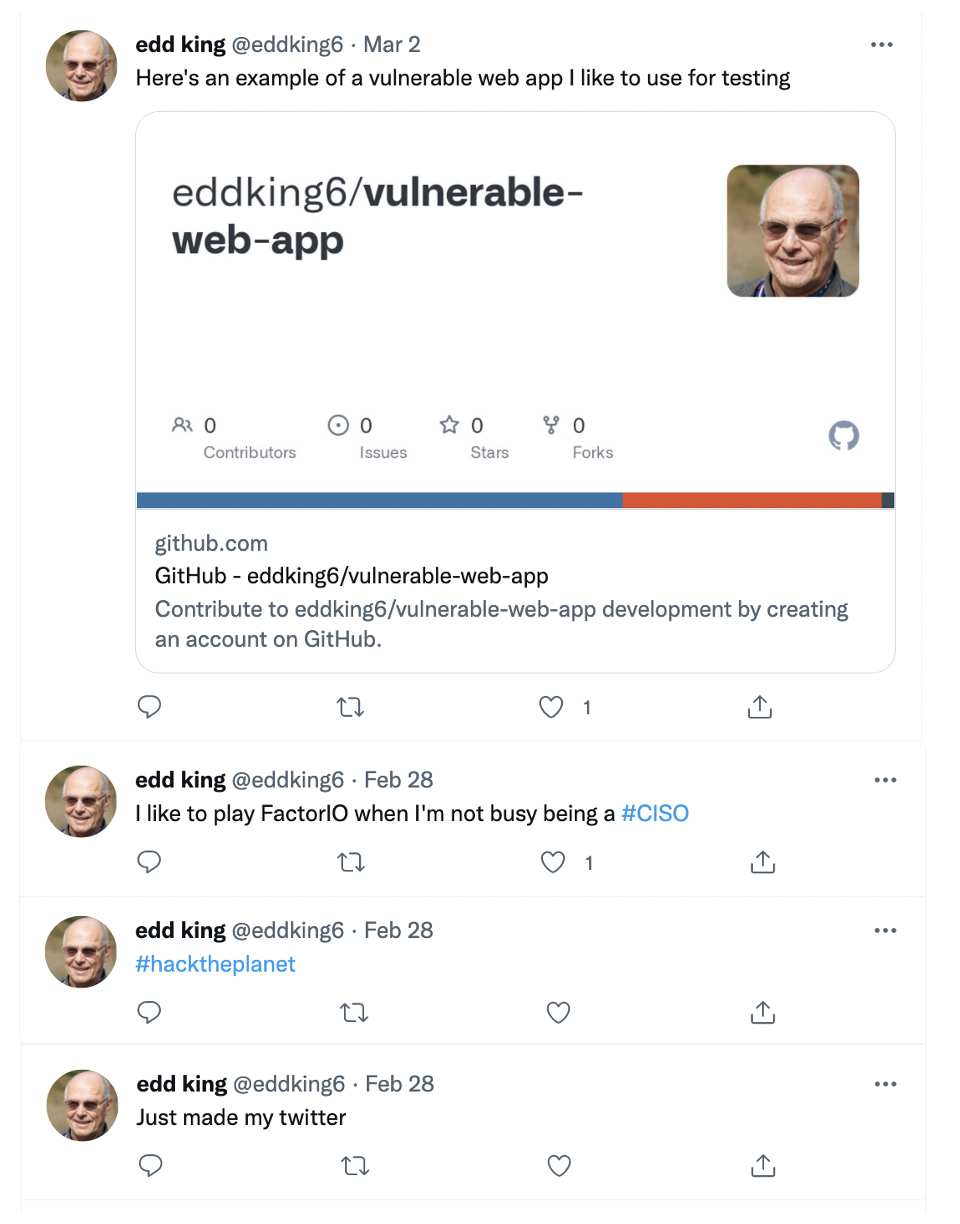 edd king @eddking6 · Mar 2
Here's an example of a vulnerable web app I like to use for testing
eddking6/vulnerable-
web-app
0 Contributors
0 Issues
0 Stars
0 Forks
github.com
GitHub - eddking6/vulnerable-web-app
Contribute to eddking6/vulnerable-web-app development by creating
an account on GitHub.
1
edd king @eddking6 · Feb 28
I like to play FactorIO when I'm not busy being a #CISO
1
edd king @eddking6 · Feb 28
#hacktheplanet
edd king @eddking6 · Feb 28
Just made my twitter